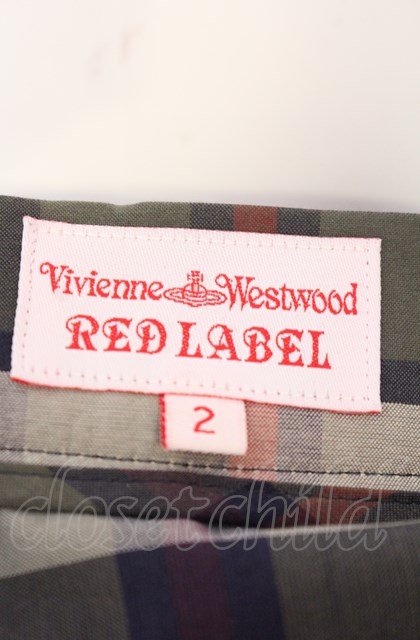 Vivienne Westwood
RED LABEL
2
closet child